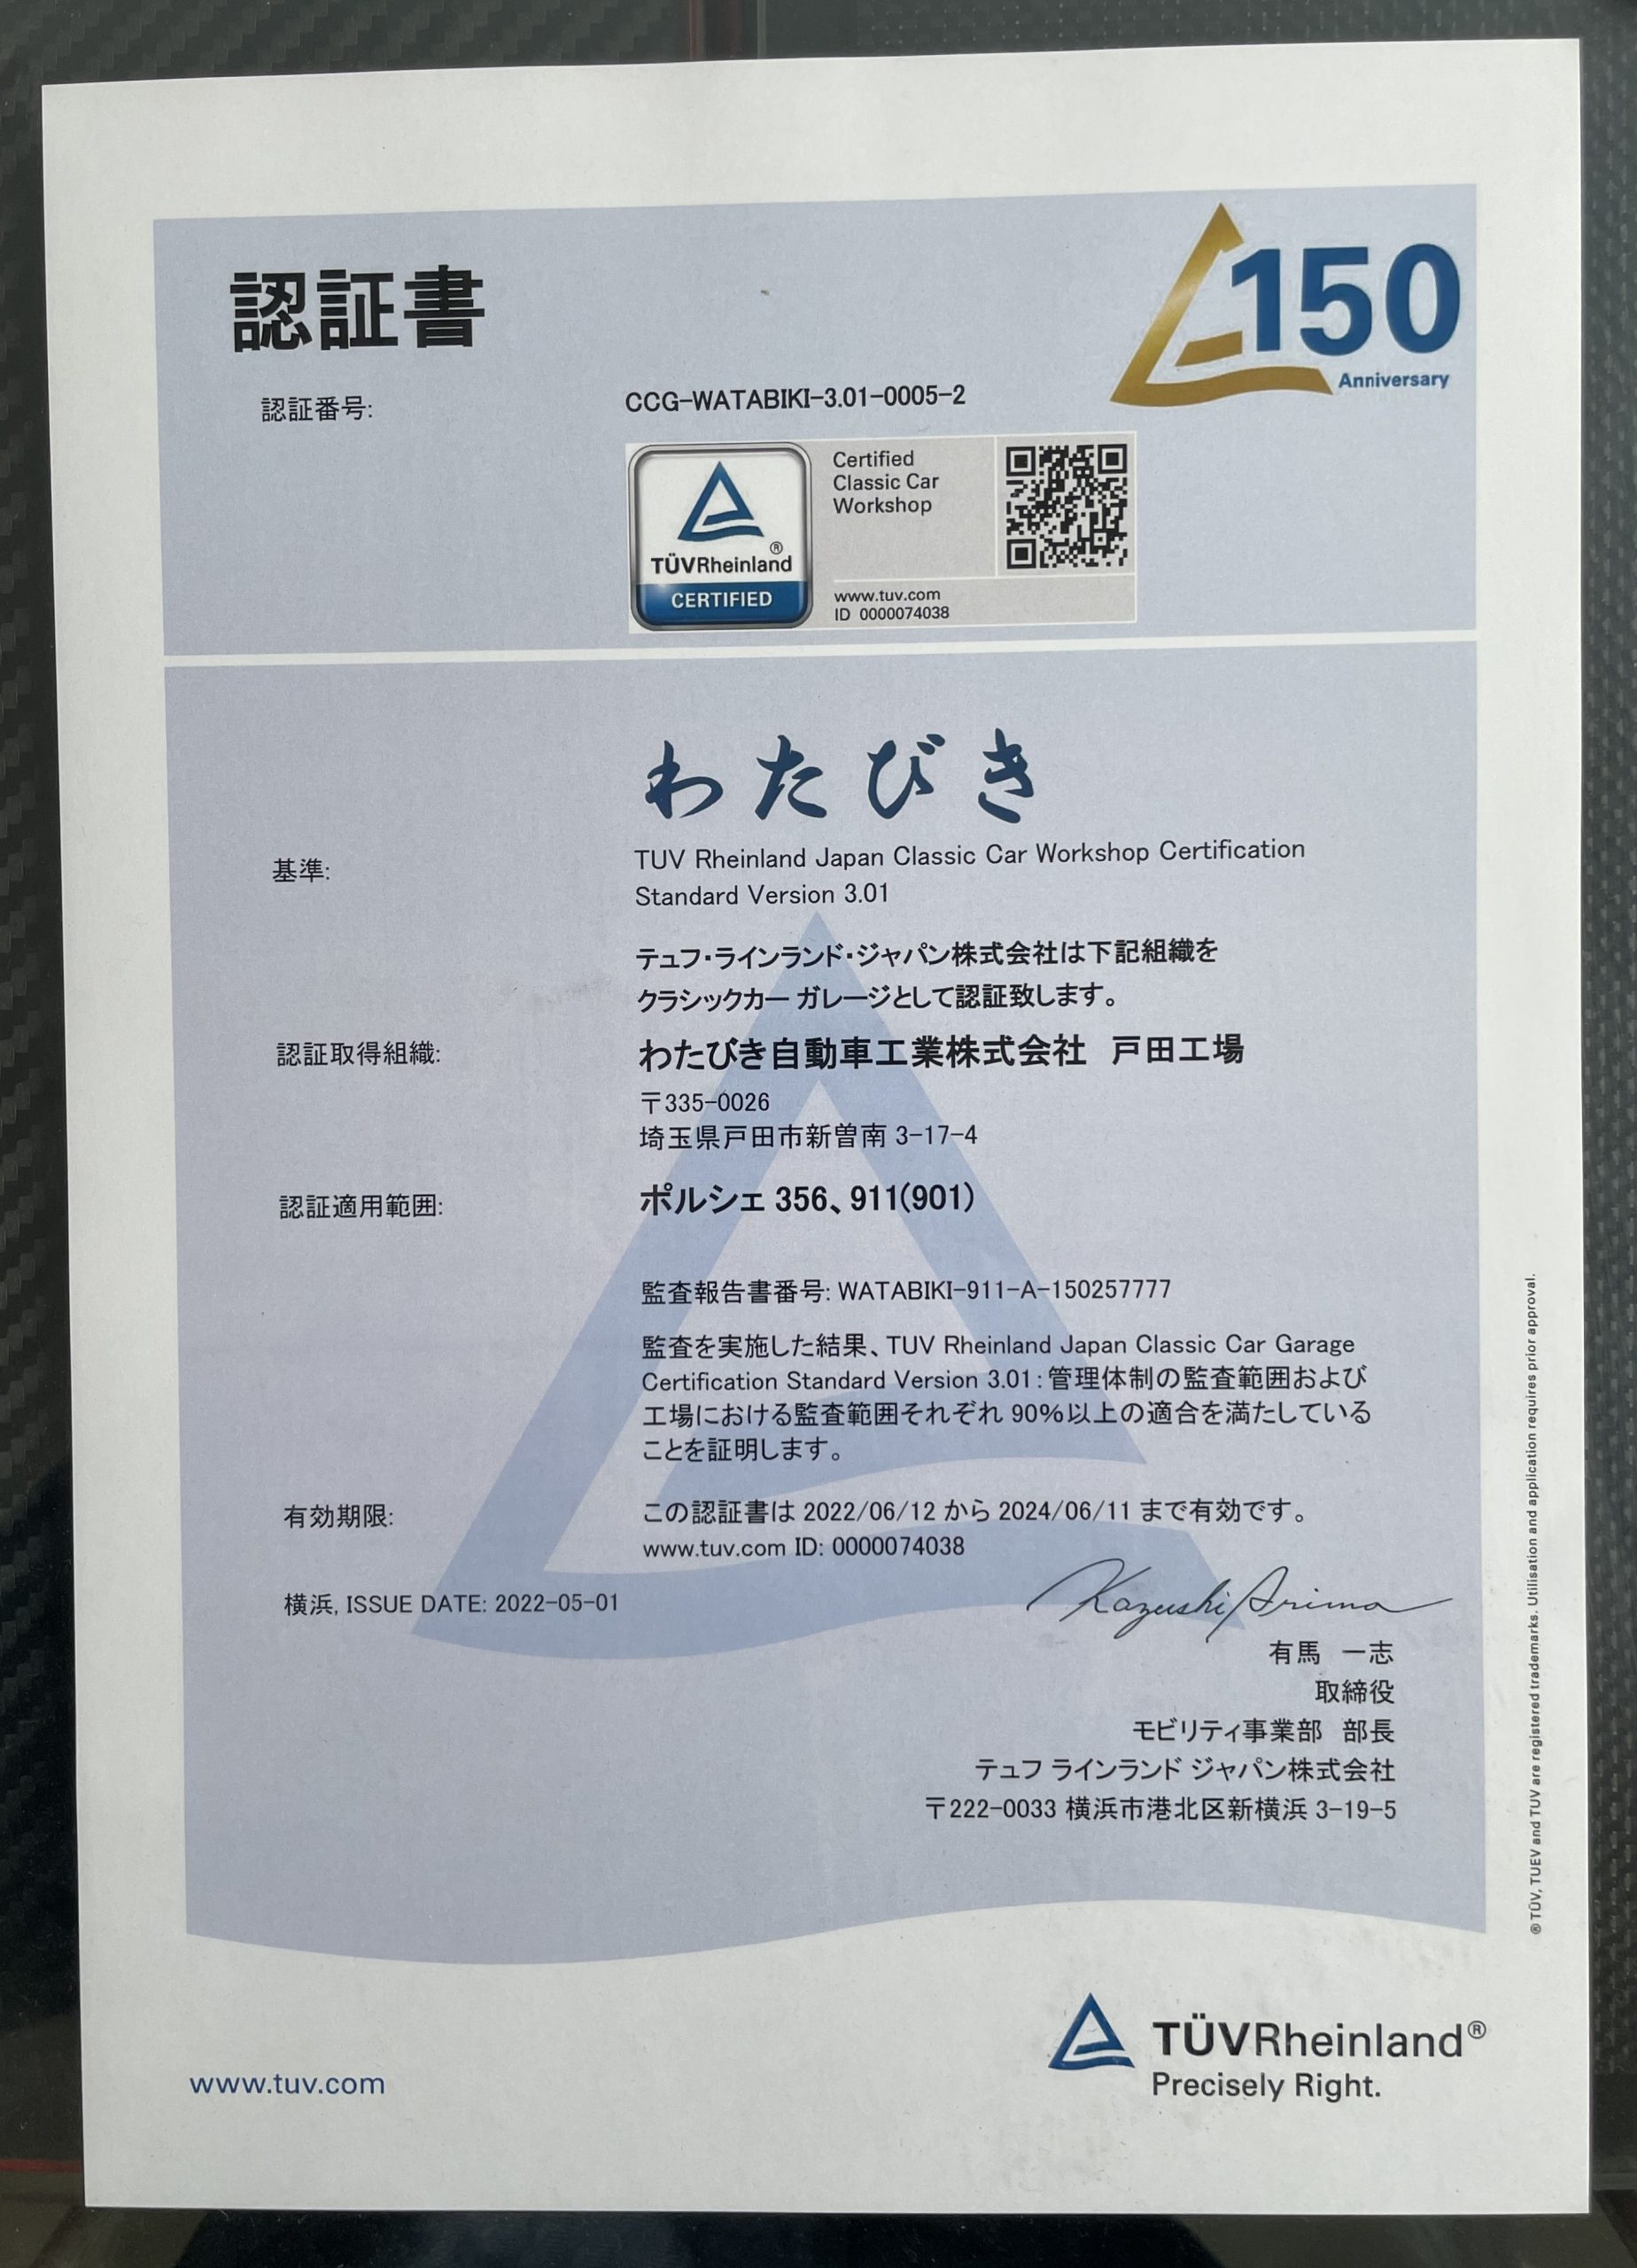 認証書
150
Anniversary
認証番号:
CCG-WATABIKI-3.01-0005-2
TÜVRheinland®
CERTIFIED
Certified
Classic Car
Workshop
www.tuv.com
ID 0000074038
わたびき
基準:
TUV Rheinland Japan Classic Car Workshop Certification
Standard Version 3.01
テュフ・ラインランド・ジャパン株式会社は下記組織を
クラシックカー ガレージとして認証致します。
認証取得組織:
わたびき自動車工業株式会社 戸田工場
〒335-0026
埼玉県戸田市新曽南 3-17-4
認証適用範囲:
ポルシェ 356、911(901)
監査報告書番号: WATABIKI-911-A-150257777
監査を実施した結果、TUV Rheinland Japan Classic Car Garage
Certification Standard Version 3.01:管理体制の監査範囲および
工場における監査範囲それぞれ 90%以上の適合を満たしている
ことを証明します。
有効期限:
この認証書は 2022/06/12 から 2024/06/11 まで有効です。
www.tuv.com ID: 0000074038
横浜, ISSUE DATE: 2022-05-01
Kazushi Arima
有馬 一志
取締役
モビリティ事業部 部長
テュフ ラインランド ジャパン株式会社
〒222-0033 横浜市港北区新横浜 3-19-5
® TÜV, TUEV and TUV are registered trademarks. Utilisation and application requires prior approval.
www.tuv.com
TÜVRheinland®
Precisely Right.